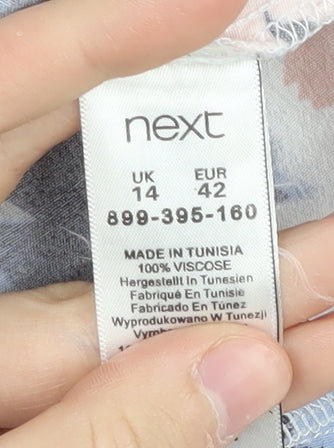 next
UK EUR
14 42
899-395-160
MADE IN TUNISIA
100% VISCOSE
Hergestellt In Tunesien
Fabriqué En Tunisie
Fabricado En Túnez
Wyprodukowano W Tunezji